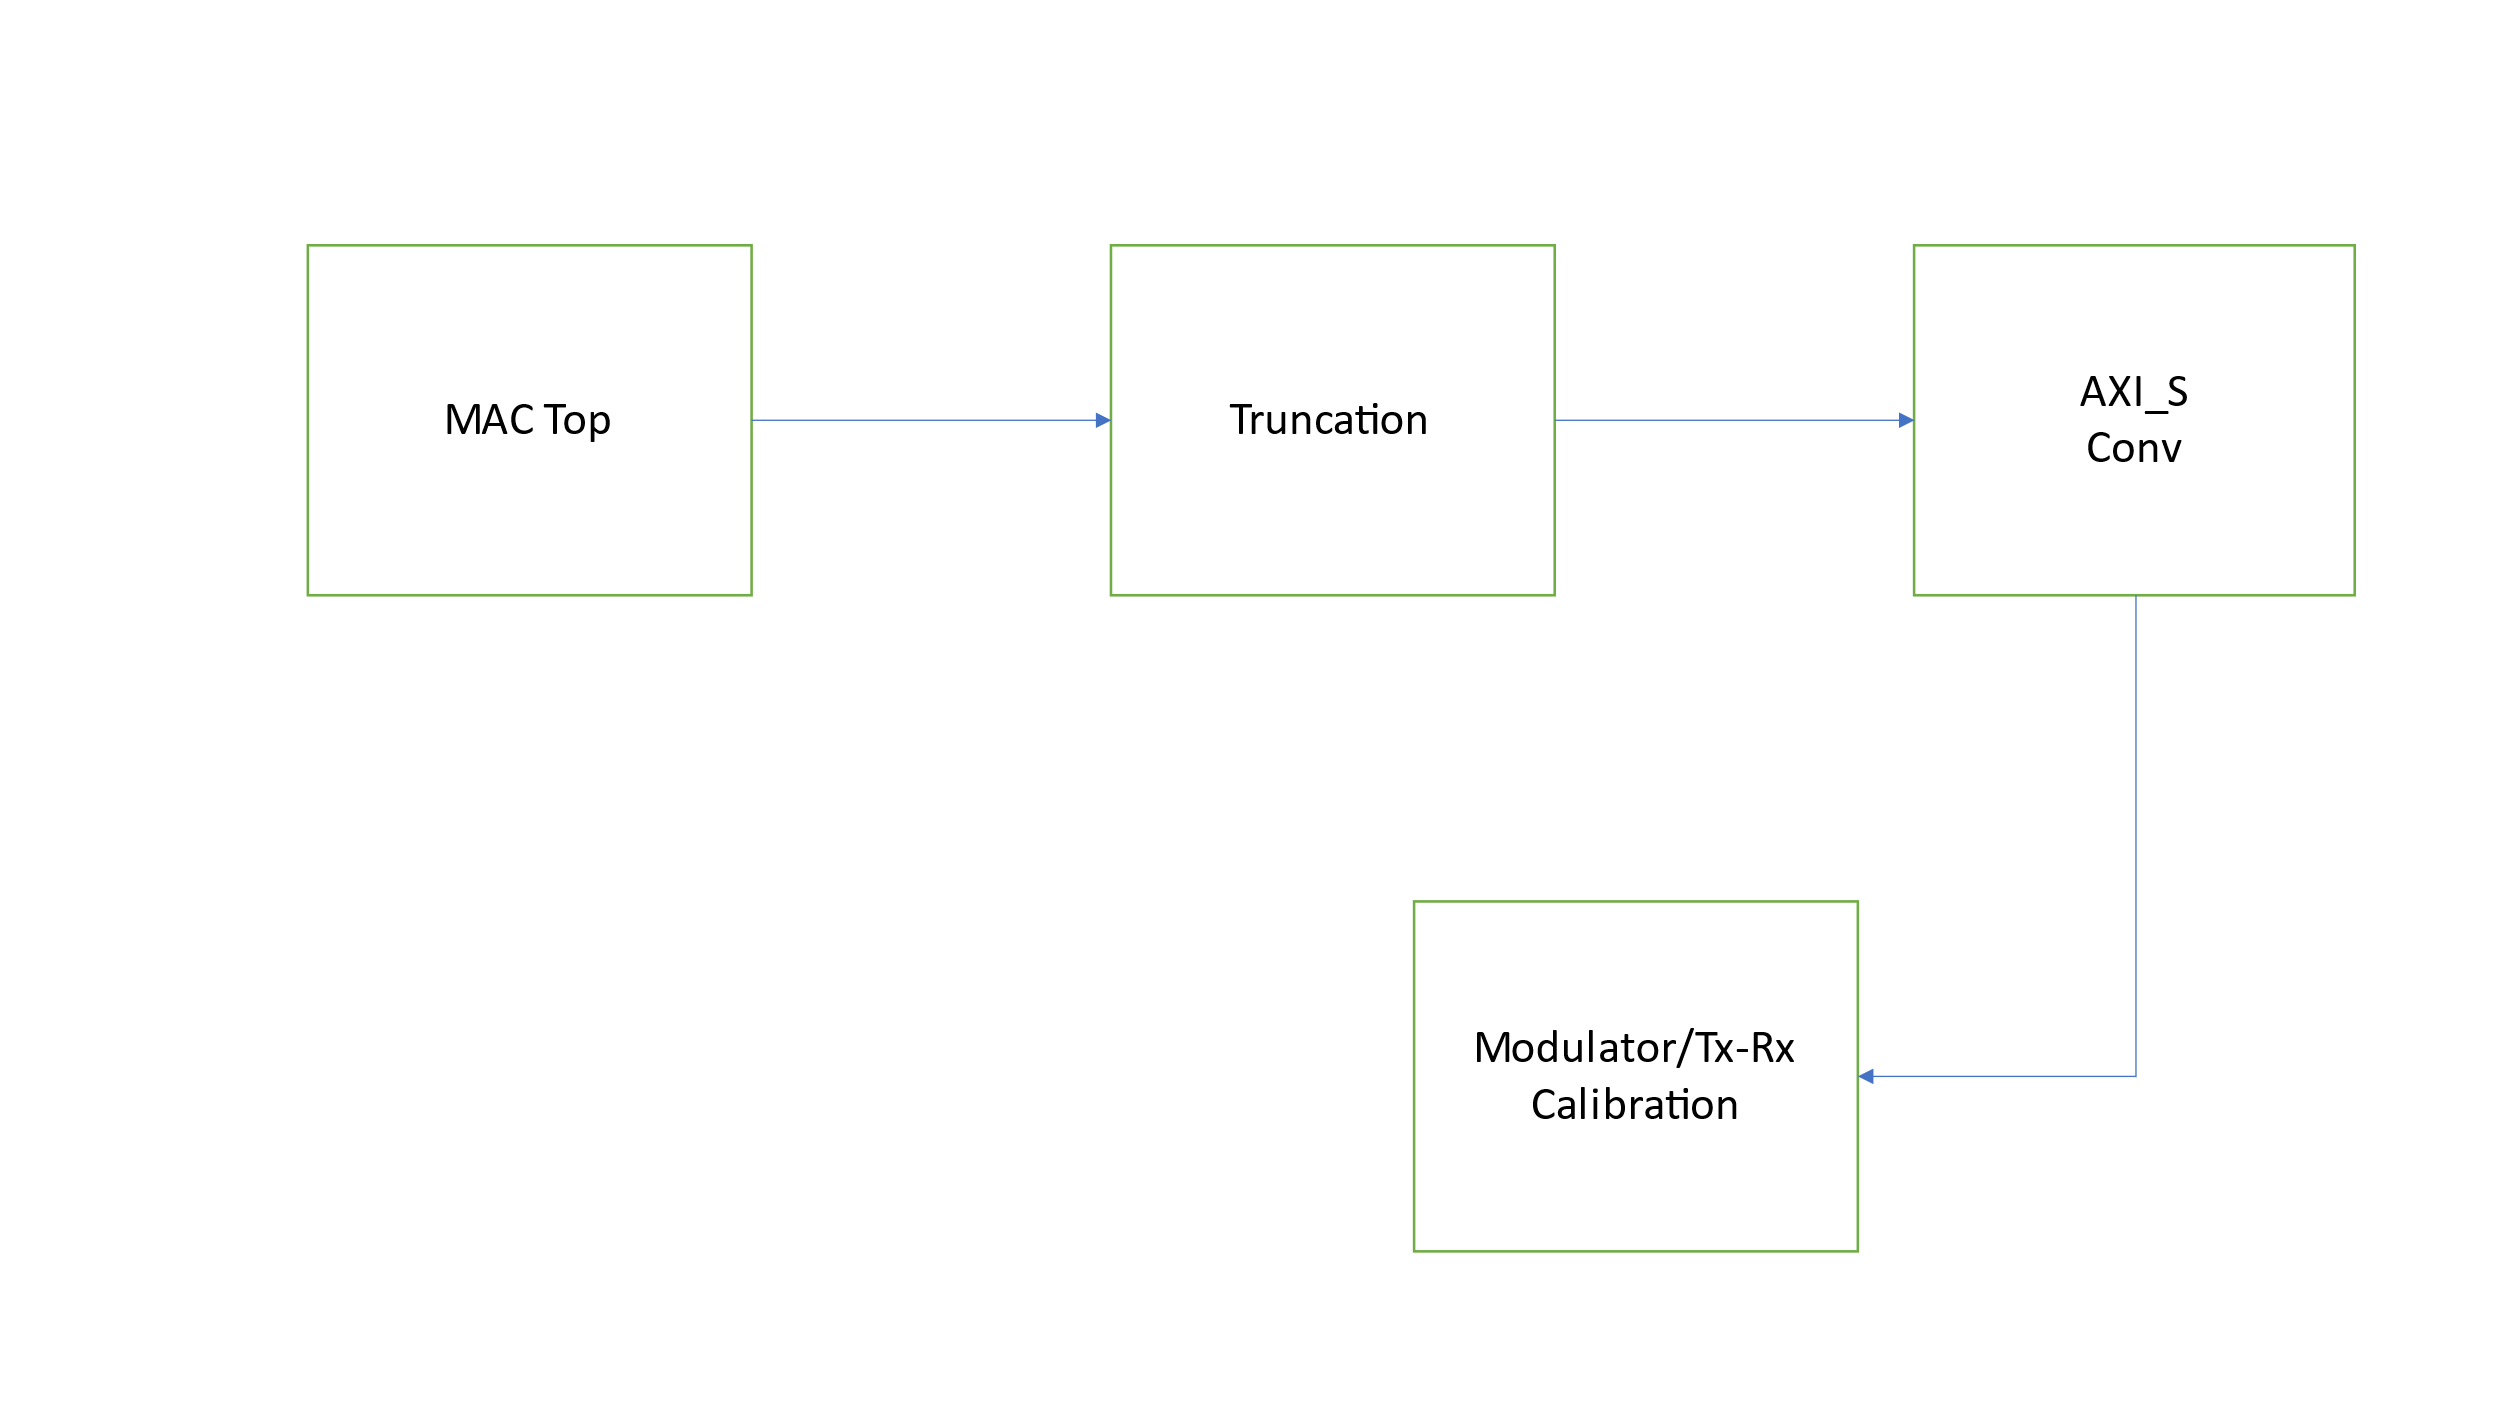 MAC Top
Truncation
AXI_S
Conv
Modulator/Tx-Rx
Calibration